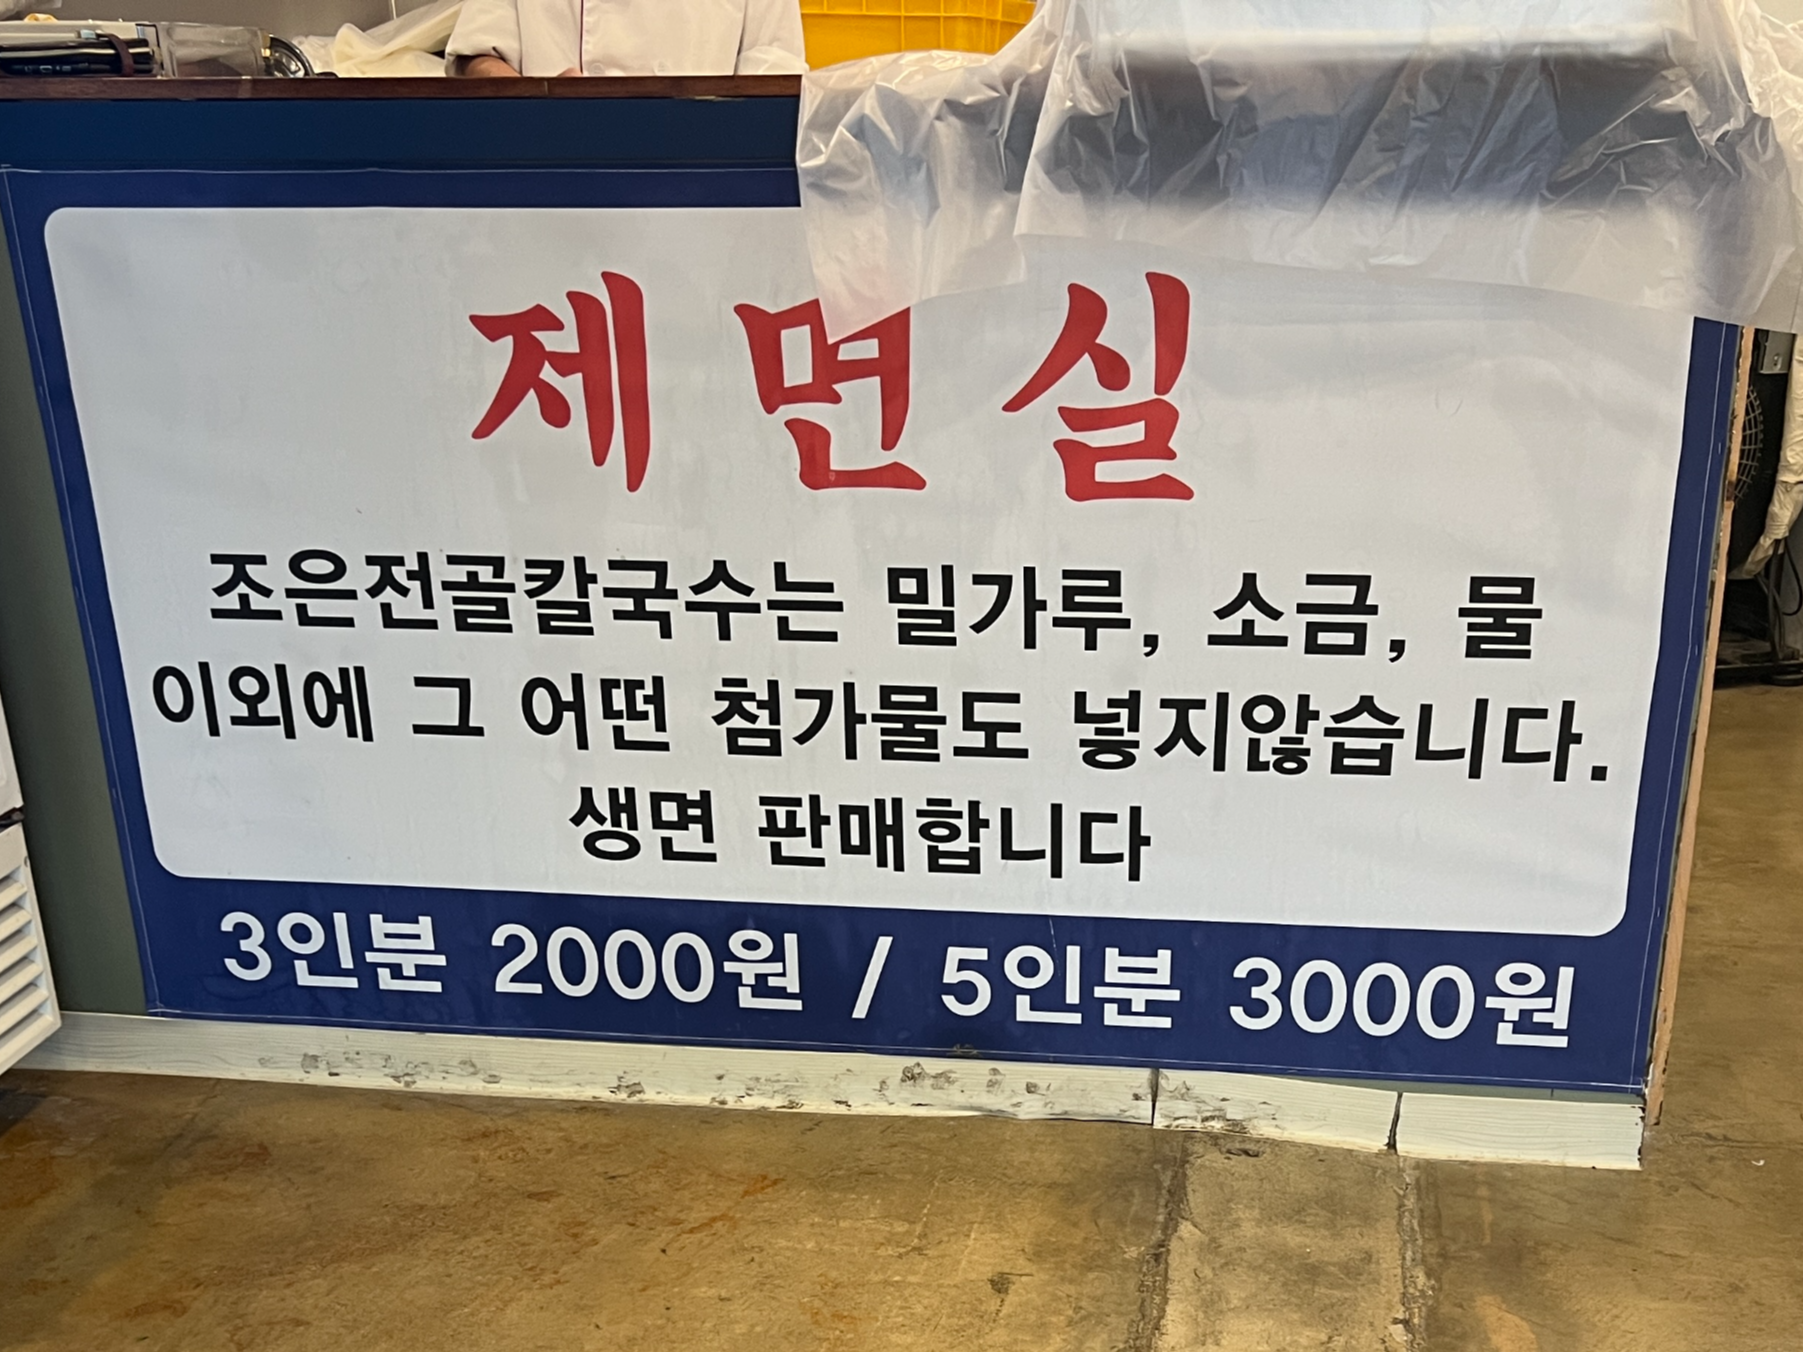 제면실
조은전골칼국수는 밀가루, 소금, 물
이외에 그 어떤 첨가물도 넣지않습니다.
생면 판매합니다
3인분 2000원 / 5인분 3000원